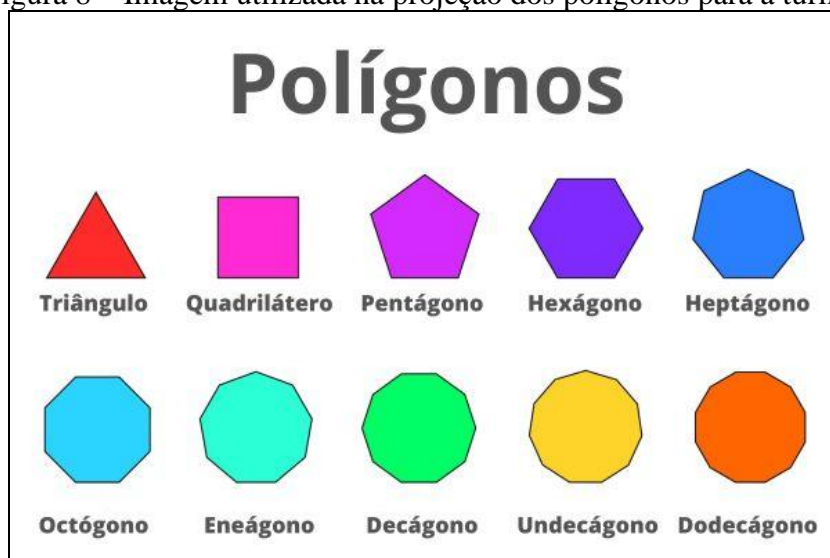 Figura 8 – Imagem utilizada na projeção dos polígonos para a turm
Polígonos
Triângulo Quadrilátero Pentágono Hexágono Heptágono
Octógono Eneágono Decágono Undecágono Dodecágono